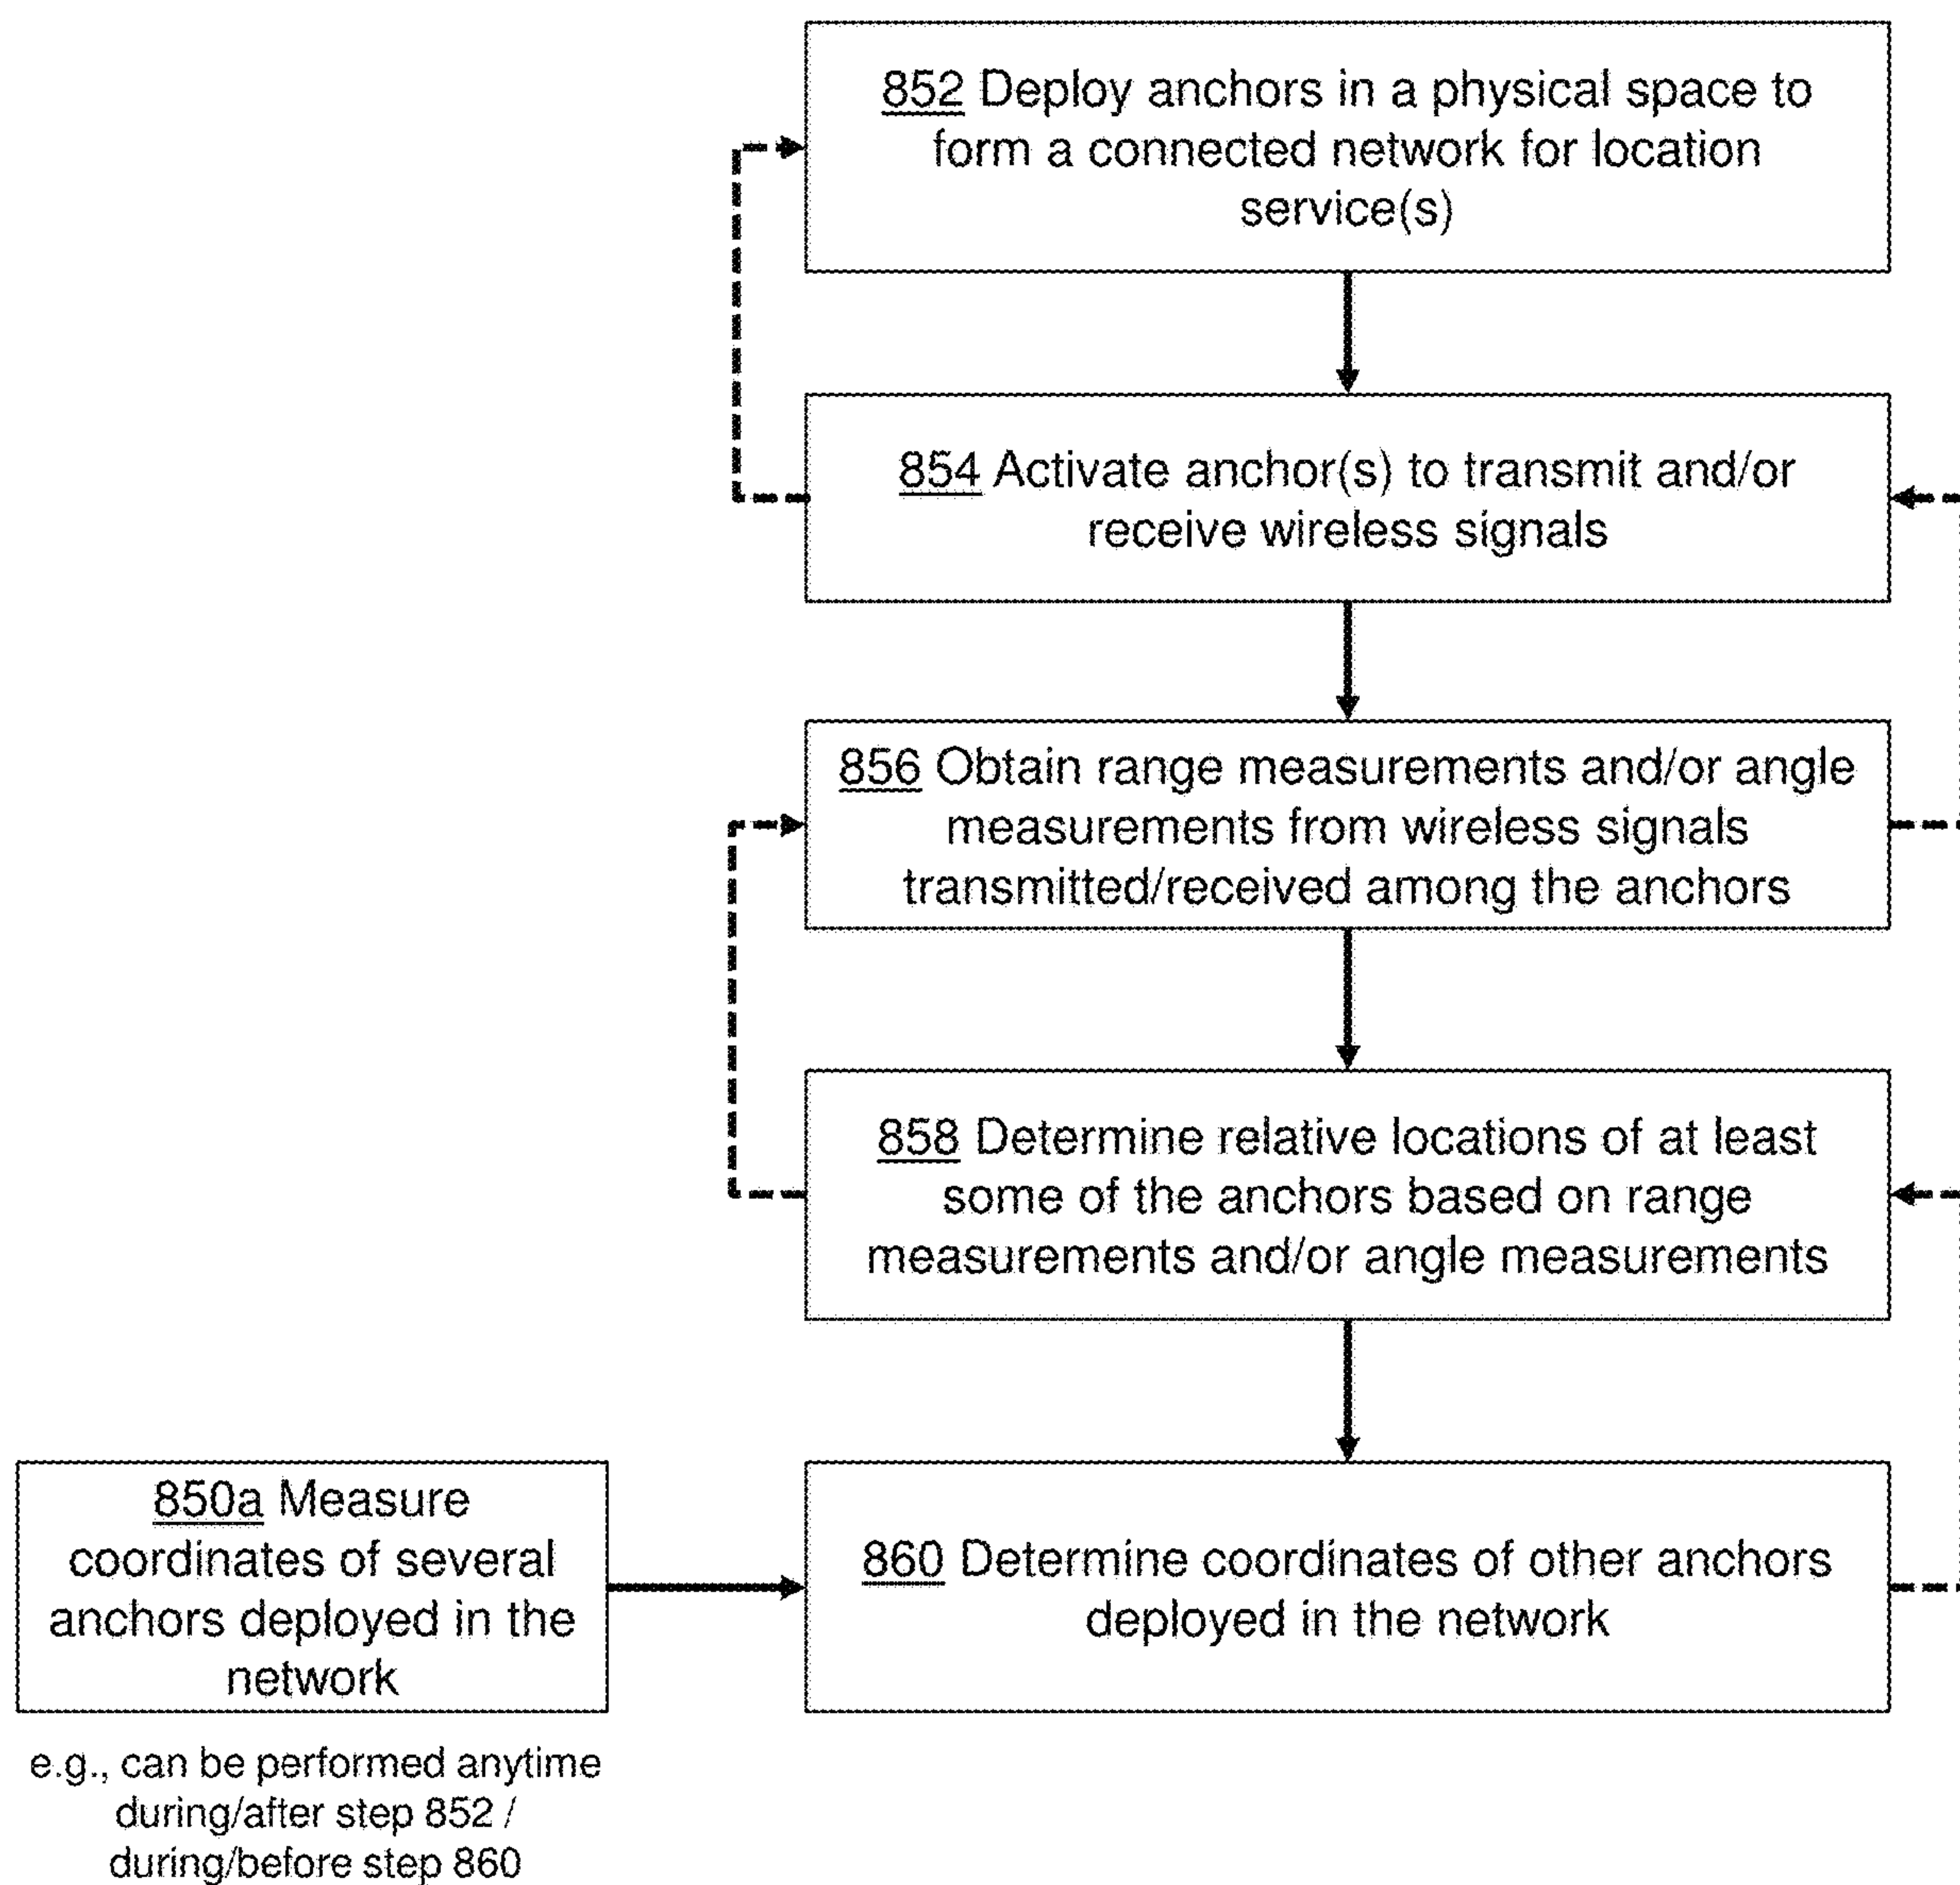 852 Deploy anchors in a physical space to
form a connected network for location
service(s)
854 Activate anchor(s) to transmit and/or
receive wireless signals
856 Obtain range measurements and/or angle
measurements from wireless signals
transmitted/received among the anchors
858 Determine relative locations of at least
some of the anchors based on range
measurements and/or angle measurements
850a Measure
coordinates of several
anchors deployed in the
network
860 Determine coordinates of other anchors
deployed in the network
e.g., can be performed anytime
during/after step 852 /
during/before step 860